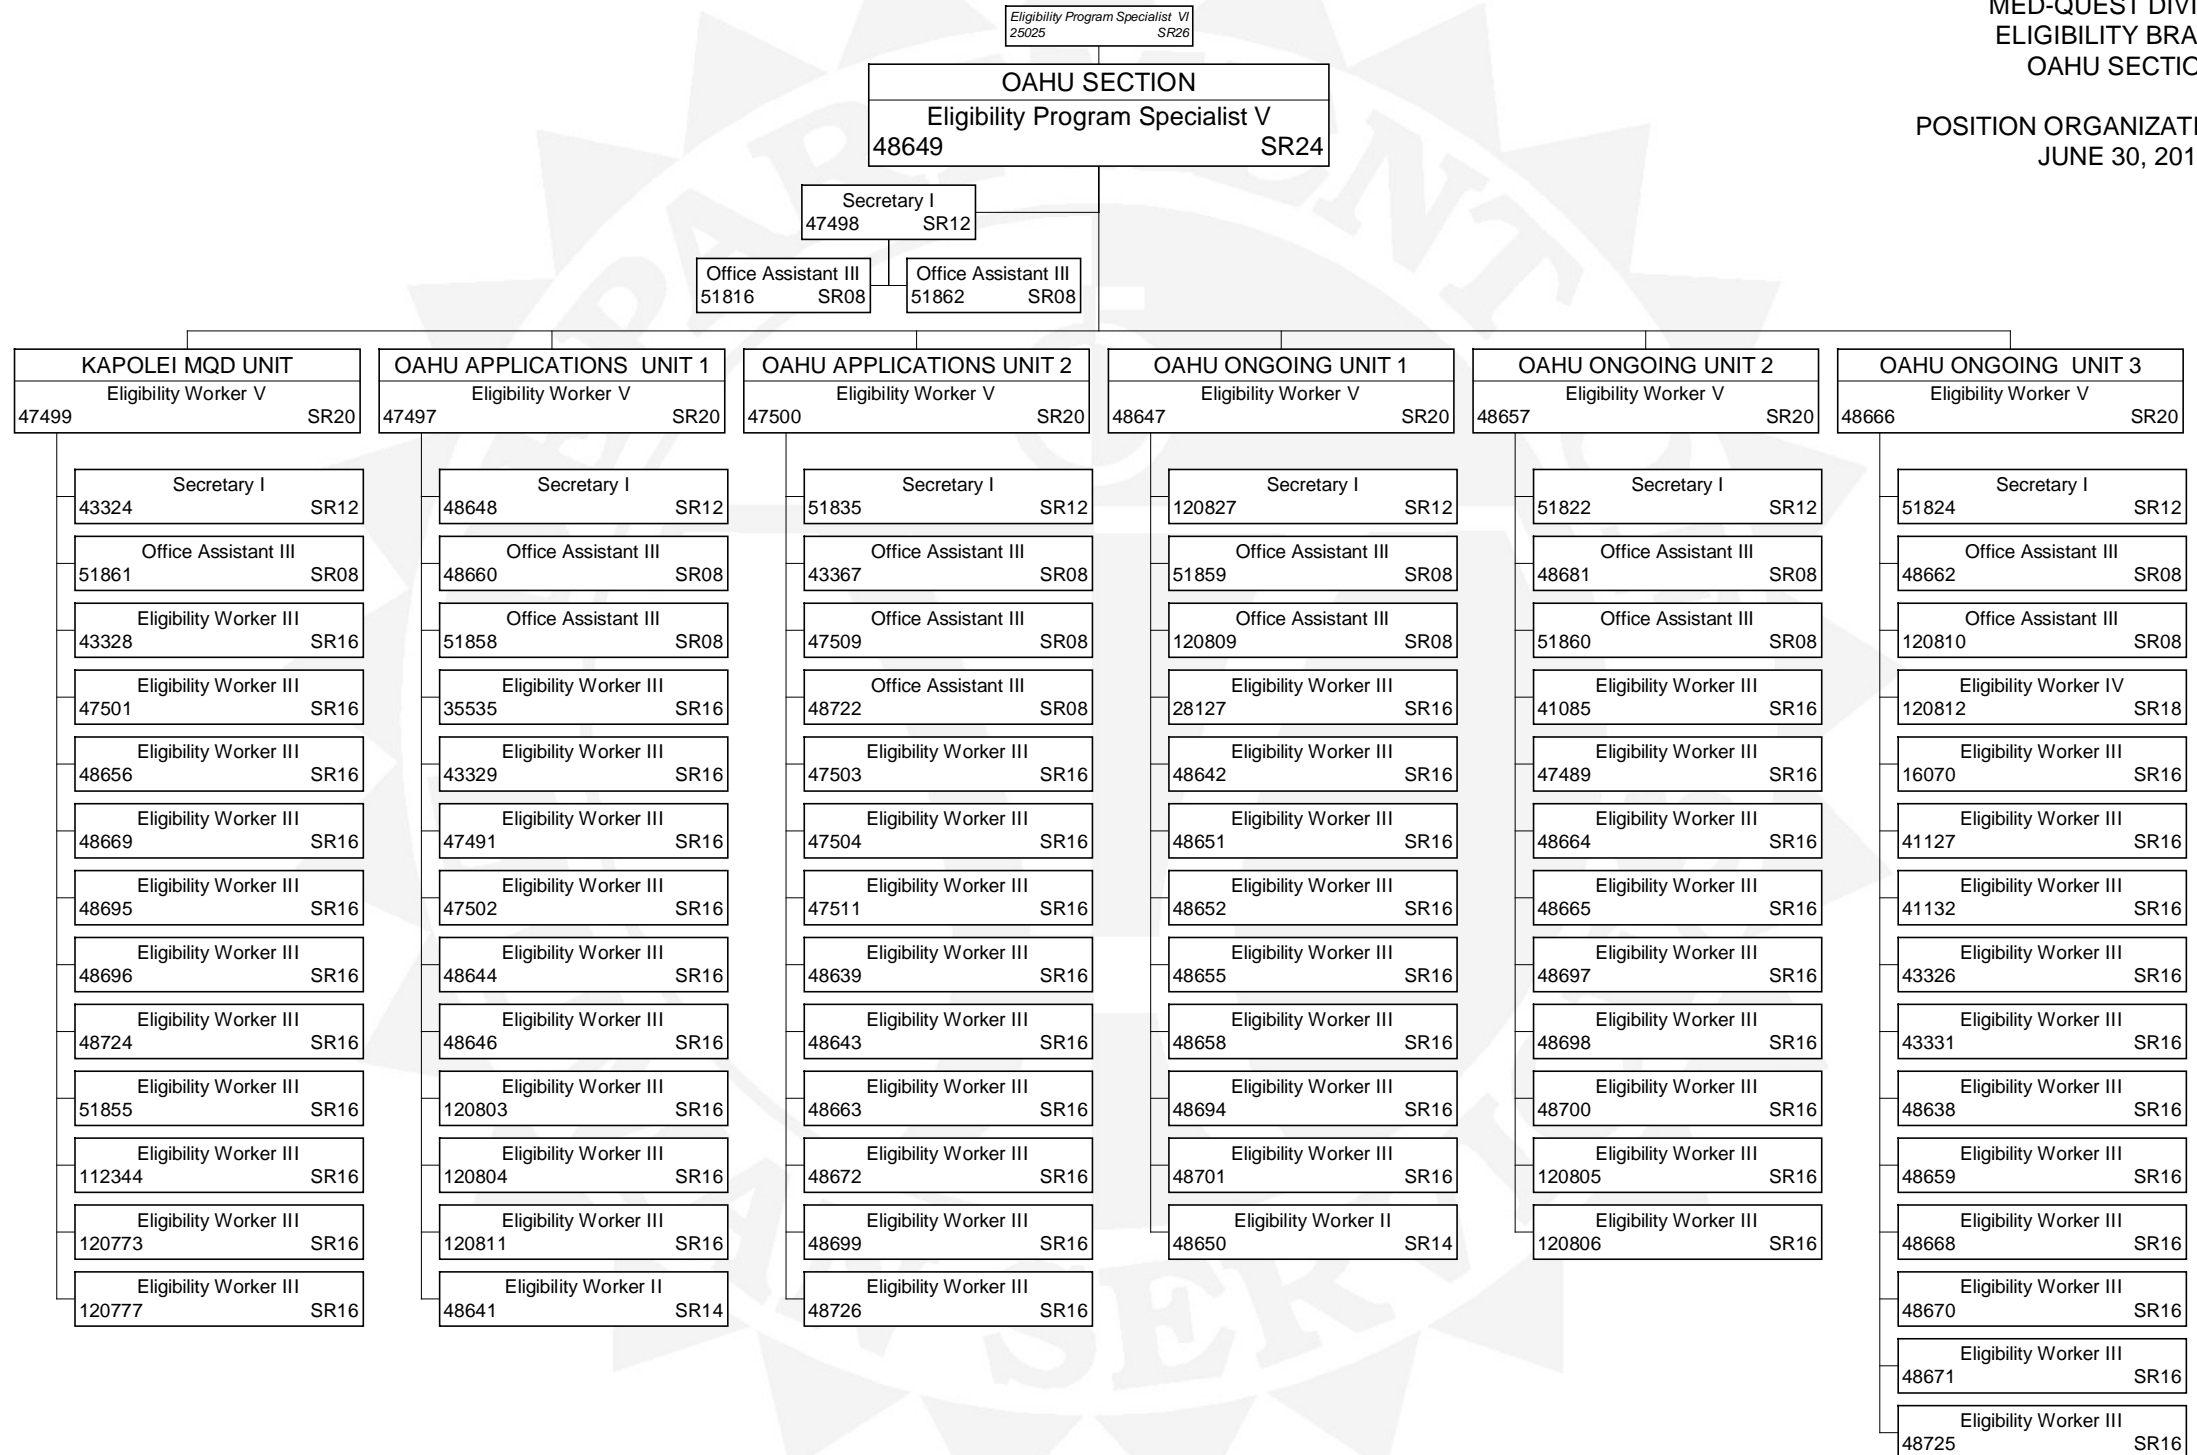 Eligibility Program Specialist VI
25025 SR26
MED-QUEST
ELIGIBILITY
OAHU
POSITION
JUNE 30,
OAHU SECTION
Eligibility Program Specialist V
48649 SR24
Secretary I
47498 SR12
Office Assistant III
51816 SR08
Office Assistant III
51862 SR08
KAPOLEI MQD UNIT
Eligibility Worker V
47499 SR20
Secretary I
43324 SR12
Office Assistant III
51861 SR08
Eligibility Worker III
43328 SR16
Eligibility Worker III
47501 SR16
Eligibility Worker III
48656 SR16
Eligibility Worker III
48669 SR16
Eligibility Worker III
48695 SR16
Eligibility Worker III
48696 SR16
Eligibility Worker III
48724 SR16
Eligibility Worker III
51855 SR16
Eligibility Worker III
112344 SR16
Eligibility Worker III
120773 SR16
Eligibility Worker III
120777 SR16
OAHU APPLICATIONS UNIT 1
Eligibility Worker V
47497 SR20
Secretary I
48648 SR12
Office Assistant III
48660 SR08
Office Assistant III
51858 SR08
Eligibility Worker III
35535 SR16
Eligibility Worker III
43329 SR16
Eligibility Worker III
47491 SR16
Eligibility Worker III
47502 SR16
Eligibility Worker III
48644 SR16
Eligibility Worker III
48646 SR16
Eligibility Worker III
120803 SR16
Eligibility Worker III
120804 SR16
Eligibility Worker III
120811 SR16
Eligibility Worker II
48641 SR14
OAHU APPLICATIONS UNIT 2
Eligibility Worker V
47500 SR20
Secretary I
51835 SR12
Office Assistant III
43367 SR08
Office Assistant III
47509 SR08
Office Assistant III
48722 SR08
Eligibility Worker III
47503 SR16
Eligibility Worker III
47504 SR16
Eligibility Worker III
47511 SR16
Eligibility Worker III
48639 SR16
Eligibility Worker III
48643 SR16
Eligibility Worker III
48663 SR16
Eligibility Worker III
48672 SR16
Eligibility Worker III
48699 SR16
Eligibility Worker III
48726 SR16
OAHU ONGOING UNIT 1
Eligibility Worker V
48647 SR20
Secretary I
120827 SR12
Office Assistant III
51859 SR08
Office Assistant III
120809 SR08
Eligibility Worker III
28127 SR16
Eligibility Worker III
48642 SR16
Eligibility Worker III
48651 SR16
Eligibility Worker III
48652 SR16
Eligibility Worker III
48655 SR16
Eligibility Worker III
48658 SR16
Eligibility Worker III
48694 SR16
Eligibility Worker III
48701 SR16
Eligibility Worker II
48650 SR14
OAHU ONGOING UNIT 2
Eligibility Worker V
48657 SR20
Secretary I
51822 SR12
Office Assistant III
48681 SR08
Office Assistant III
51860 SR08
Eligibility Worker III
41085 SR16
Eligibility Worker III
47489 SR16
Eligibility Worker III
48664 SR16
Eligibility Worker III
48665 SR16
Eligibility Worker III
48697 SR16
Eligibility Worker III
48698 SR16
Eligibility Worker III
48700 SR16
Eligibility Worker III
120805 SR16
Eligibility Worker III
120806 SR16
OAHU ONGOING UNIT 3
Eligibility Worker V
48666 SR20
Secretary I
51824 SR12
Office Assistant III
48662 SR08
Office Assistant III
120810 SR08
Eligibility Worker IV
120812 SR18
Eligibility Worker III
16070 SR16
Eligibility Worker III
41127 SR16
Eligibility Worker III
41132 SR16
Eligibility Worker III
43326 SR16
Eligibility Worker III
43331 SR16
Eligibility Worker III
48638 SR16
Eligibility Worker III
48659 SR16
Eligibility Worker III
48668 SR16
Eligibility Worker III
48670 SR16
Eligibility Worker III
48671 SR16
Eligibility Worker III
48725 SR16